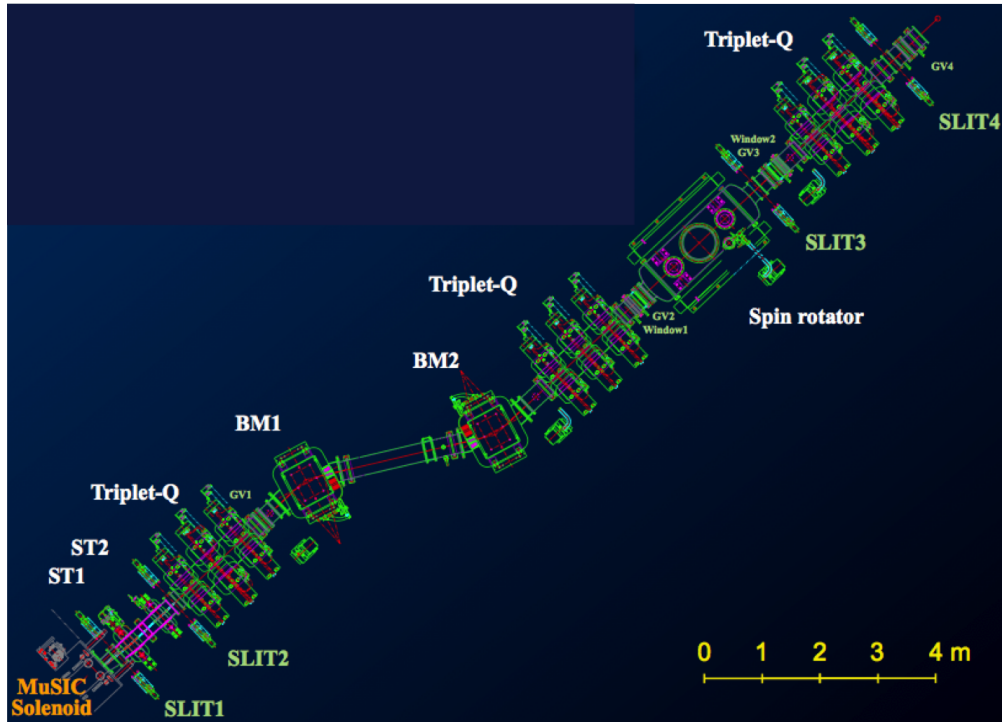 Triplet-Q
GV4
SLIT4
Window2
GV3
SLIT3
Triplet-Q
GV2
Window1
Spin rotator
BM2
BM1
Triplet-Q
GV1
ST2
ST1
SLIT2
MuSIC
Solenoid
SLIT1
0 1 2 3 4 m